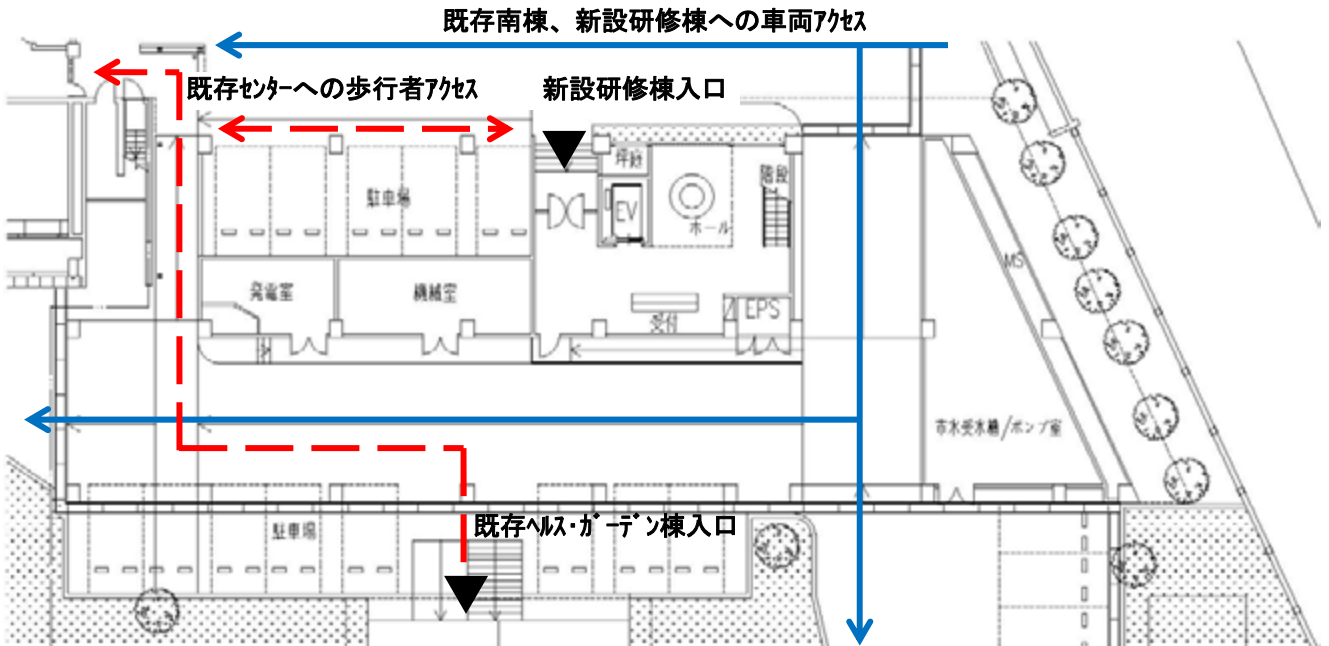 既存南棟、新設研修棟への車両ｱｸｾｽ
既存ｾﾝﾀｰへの歩行者ｱｸｾｽ
新設研修棟入口
坪庭
階段
駐車場
EV
ホール
MS
発電室
機械室
受付
EPS
市水受水槽/ポンプ室
駐車場
既存ﾍﾙｽ･ｶﾞｰﾃﾞﾝ棟入口